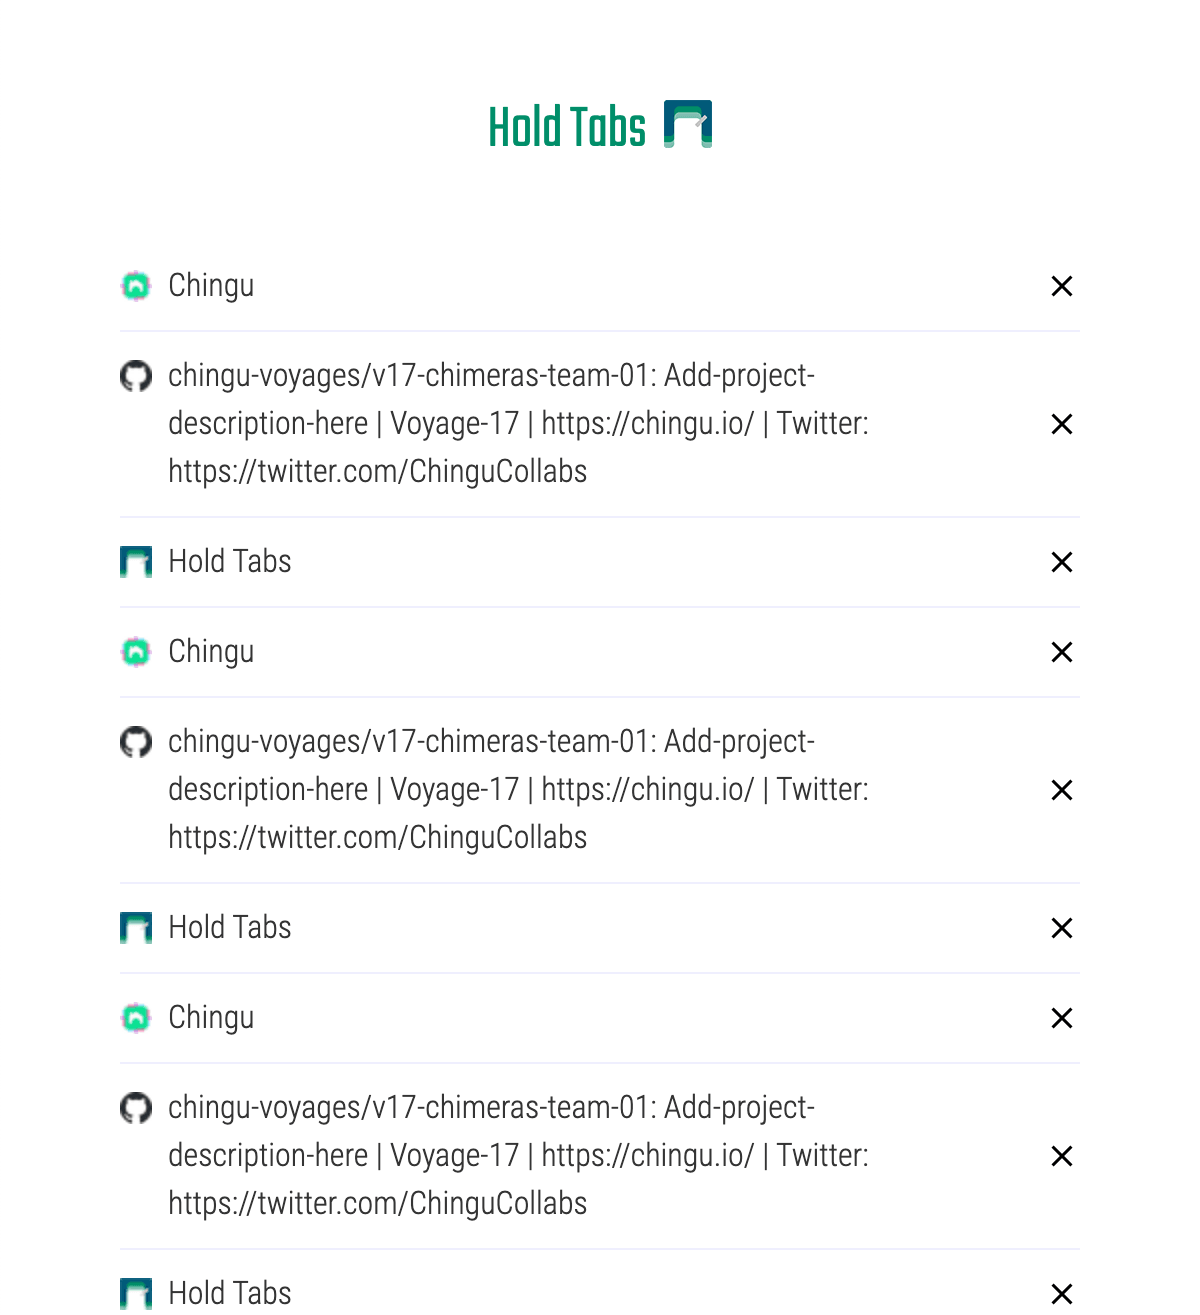 Hold Tabs
Chingu
chingu-voyages/v17-chimeras-team-01: Add-project-
description-here | Voyage-17 | https://chingu.io/ | Twitter:
https://twitter.com/ChinguCollabs
Hold Tabs
Chingu
chingu-voyages/v17-chimeras-team-01: Add-project-
description-here | Voyage-17 | https://chingu.io/ | Twitter:
https://twitter.com/ChinguCollabs
Hold Tabs
Chingu
chingu-voyages/v17-chimeras-team-01: Add-project-
description-here | Voyage-17 | https://chingu.io/ | Twitter:
https://twitter.com/ChinguCollabs
Hold Tabs